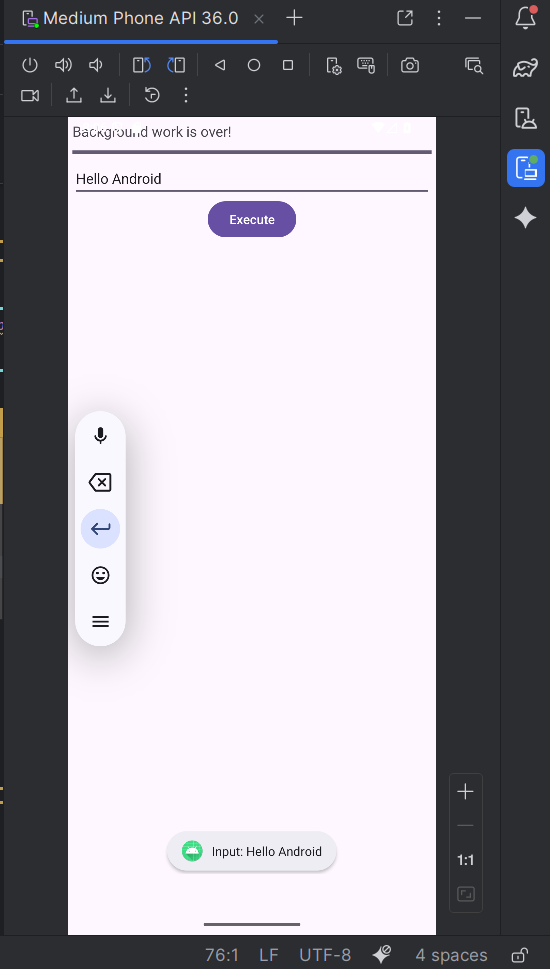 Medium Phone API 36.0
Background work is over!
Hello Android
Execute
Input: Hello Android
1:1
76:1 LF UTF-8 4 spaces